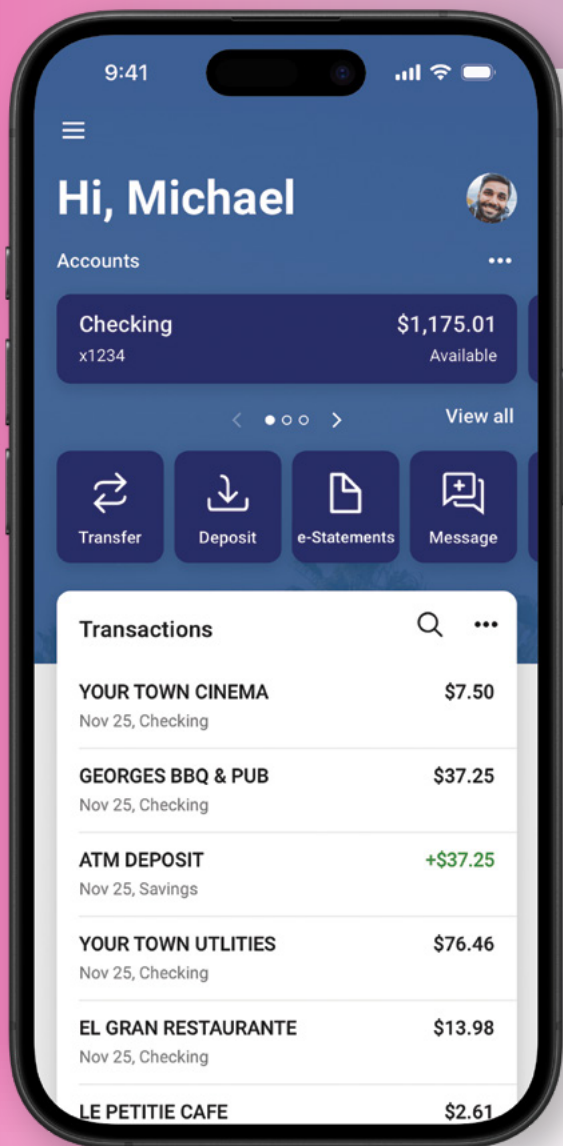 9:41
Hi, Michael
Accounts
Checking $1,175.01
x1234 Available
View all
Transfer Deposit e-Statements Message
Transactions
YOUR TOWN CINEMA $7.50
Nov 25, Checking
GEORGES BBQ & PUB $37.25
Nov 25, Checking
ATM DEPOSIT +$37.25
Nov 25, Savings
YOUR TOWN UTLITIES $76.46
Nov 25, Checking
EL GRAN RESTAURANTE $13.98
Nov 25, Checking
LE PETITIE CAFE $2.61